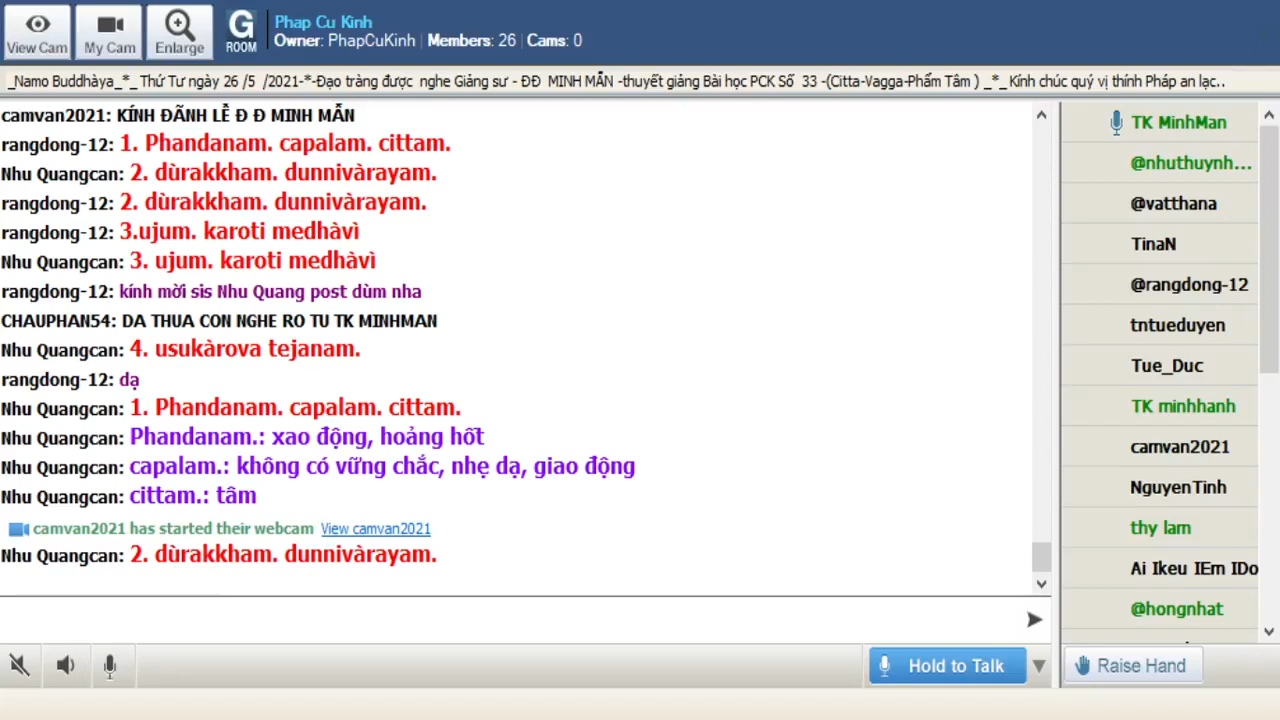 View Cam
My Cam
Enlarge
G
ROOM
Phap Cu Kinh
Owner: PhapCuKinh | Members: 26 | Cams: 0
_Namo Buddhàya_*_ Thứ Tư ngày 26 /5 /2021-*-Đạo tràng được nghe Giảng sư - ĐĐ MINH MẪN -thuyết giảng Bài học PCK Số 33 -(Citta-Vagga-Phẩm Tâm ) _*_Kính chúc quý vị thính Pháp an lạc..
camvan2021: KÍNH ĐÃNH LỄ Đ Đ MINH MẪN
rangdong-12: 1. Phandanam. capalam. cittam.
Nhu Quangcan: 2. dùrakkham. dunnivàrayam.
rangdong-12: 2. dùrakkham. dunnivàrayam.
rangdong-12: 3.ujum. karoti medhàvì
Nhu Quangcan: 3. ujum. karoti medhàvì
rangdong-12: kính mời sis Nhu Quang post dùm nha
CHAUPHAN54: DA THUA CON NGHE RO TU TK MINHMAN
Nhu Quangcan: 4. usukàrova tejanam.
rangdong-12: dạ
Nhu Quangcan: 1. Phandanam. capalam. cittam.
Nhu Quangcan: Phandanam.: xao động, hoảng hốt
Nhu Quangcan: capalam.: không có vững chắc, nhẹ dạ, giao động
Nhu Quangcan: cittam.: tâm
camvan2021 has started their webcam View camvan2021
Nhu Quangcan: 2. dùrakkham. dunnivàrayam.
TK MinhMan
@nhuthuynh...
@vatthana
TinaN
@rangdong-12
tntueduyen
Tue_Duc
TK minhhanh
camvan2021
NguyenTinh
thy lam
Ai Ikeu IEm IDo
@hongnhat
Hold to Talk
Raise Hand